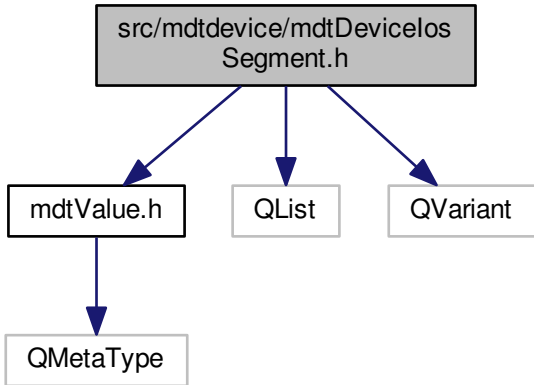 src/mdtdevice/mdtDeviceIos
Segment.h
mdtValue.h
QList
QVariant
QMetaType